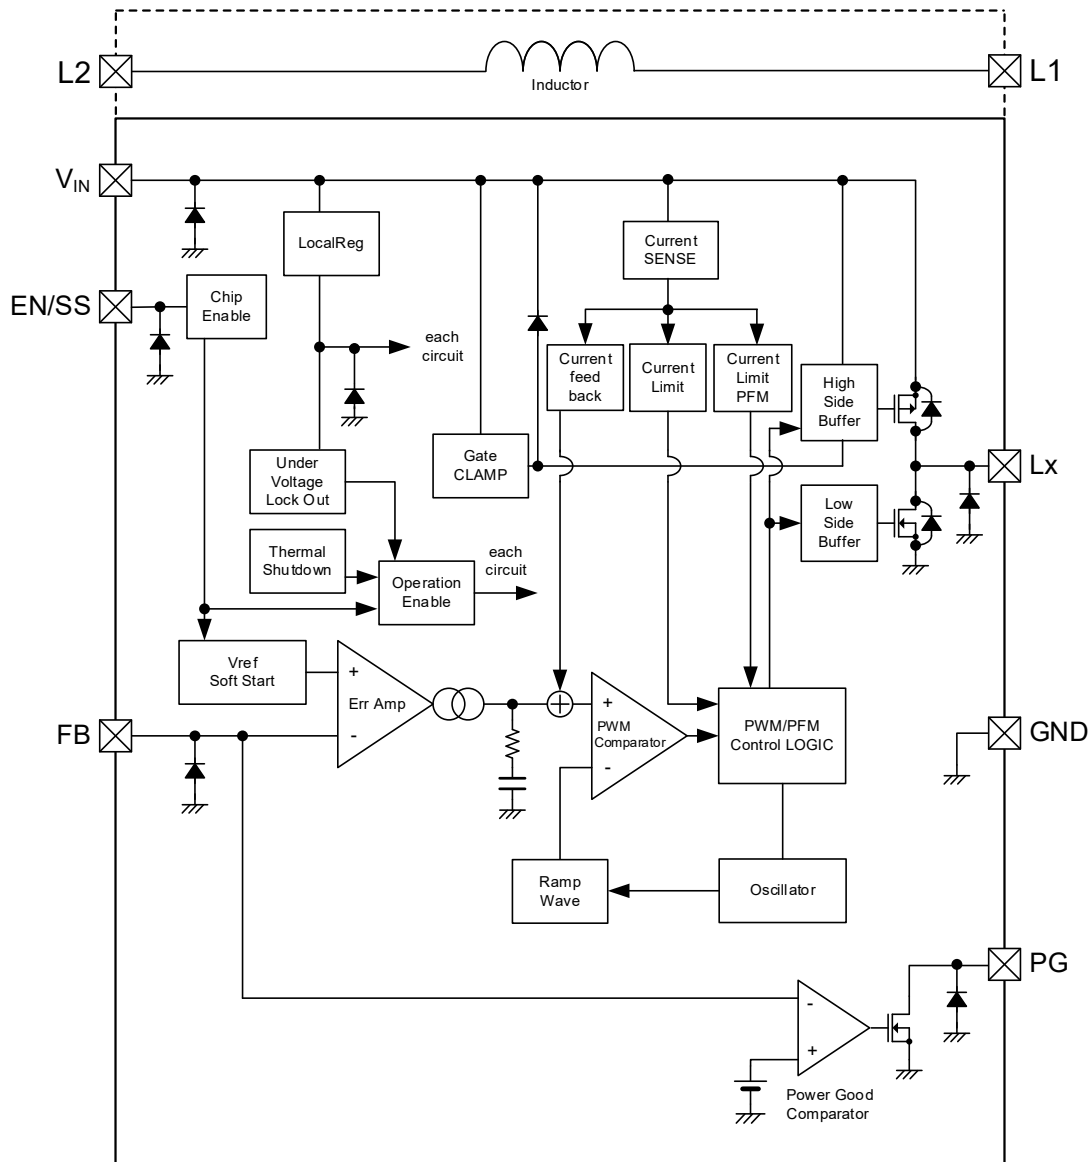 L2
L1
Inductor
VIN
LocalReg
Current
SENSE
EN/SS
Chip
Enable
each
circuit
Current
feed
back
Current
Limit
Current
Limit
PFM
High
Side
Buffer
Under
Voltage
Lock Out
Gate
CLAMP
Lx
Low
Side
Buffer
Thermal
Shutdown
Operation
Enable
each
circuit
Vref
Soft Start
+
Err Amp
-
+
PWM
Comparator
-
PWM/PFM
Control LOGIC
FB
GND
Ramp
Wave
Oscillator
PG
-
+
Power Good
Comparator